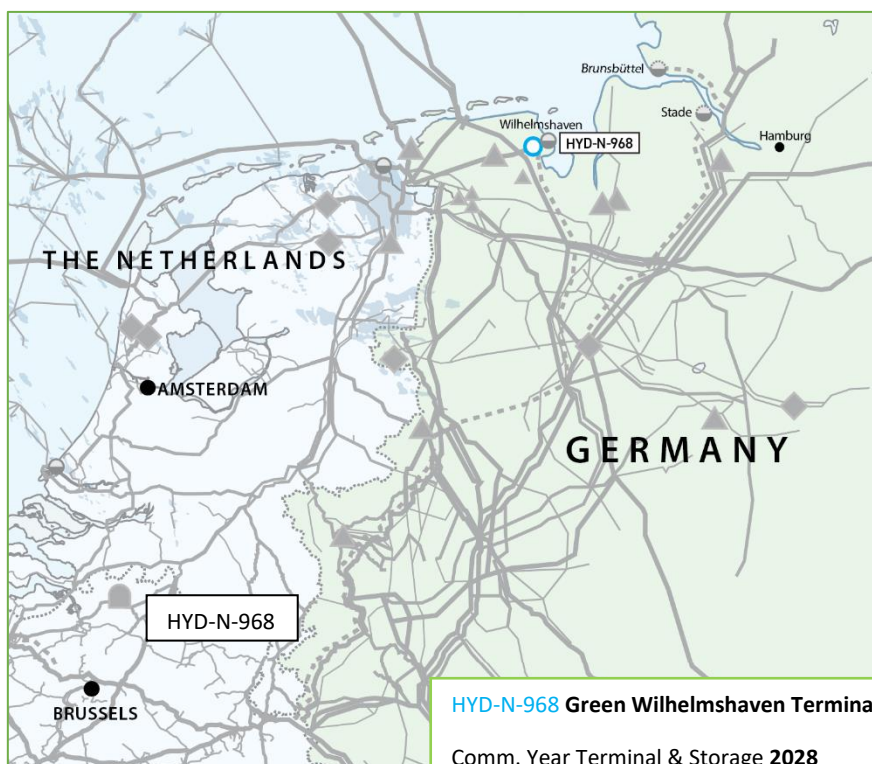 Brunsbüttel
Stade
Wilhelmshaven
Hamburg
HYD-N-968
THE NETHERLANDS
AMSTERDAM
GERMANY
HYD-N-968
BRUSSELS
HYD-N-968 Green Wilhelmshaven Termina
Comm. Year Terminal & Storage 2028